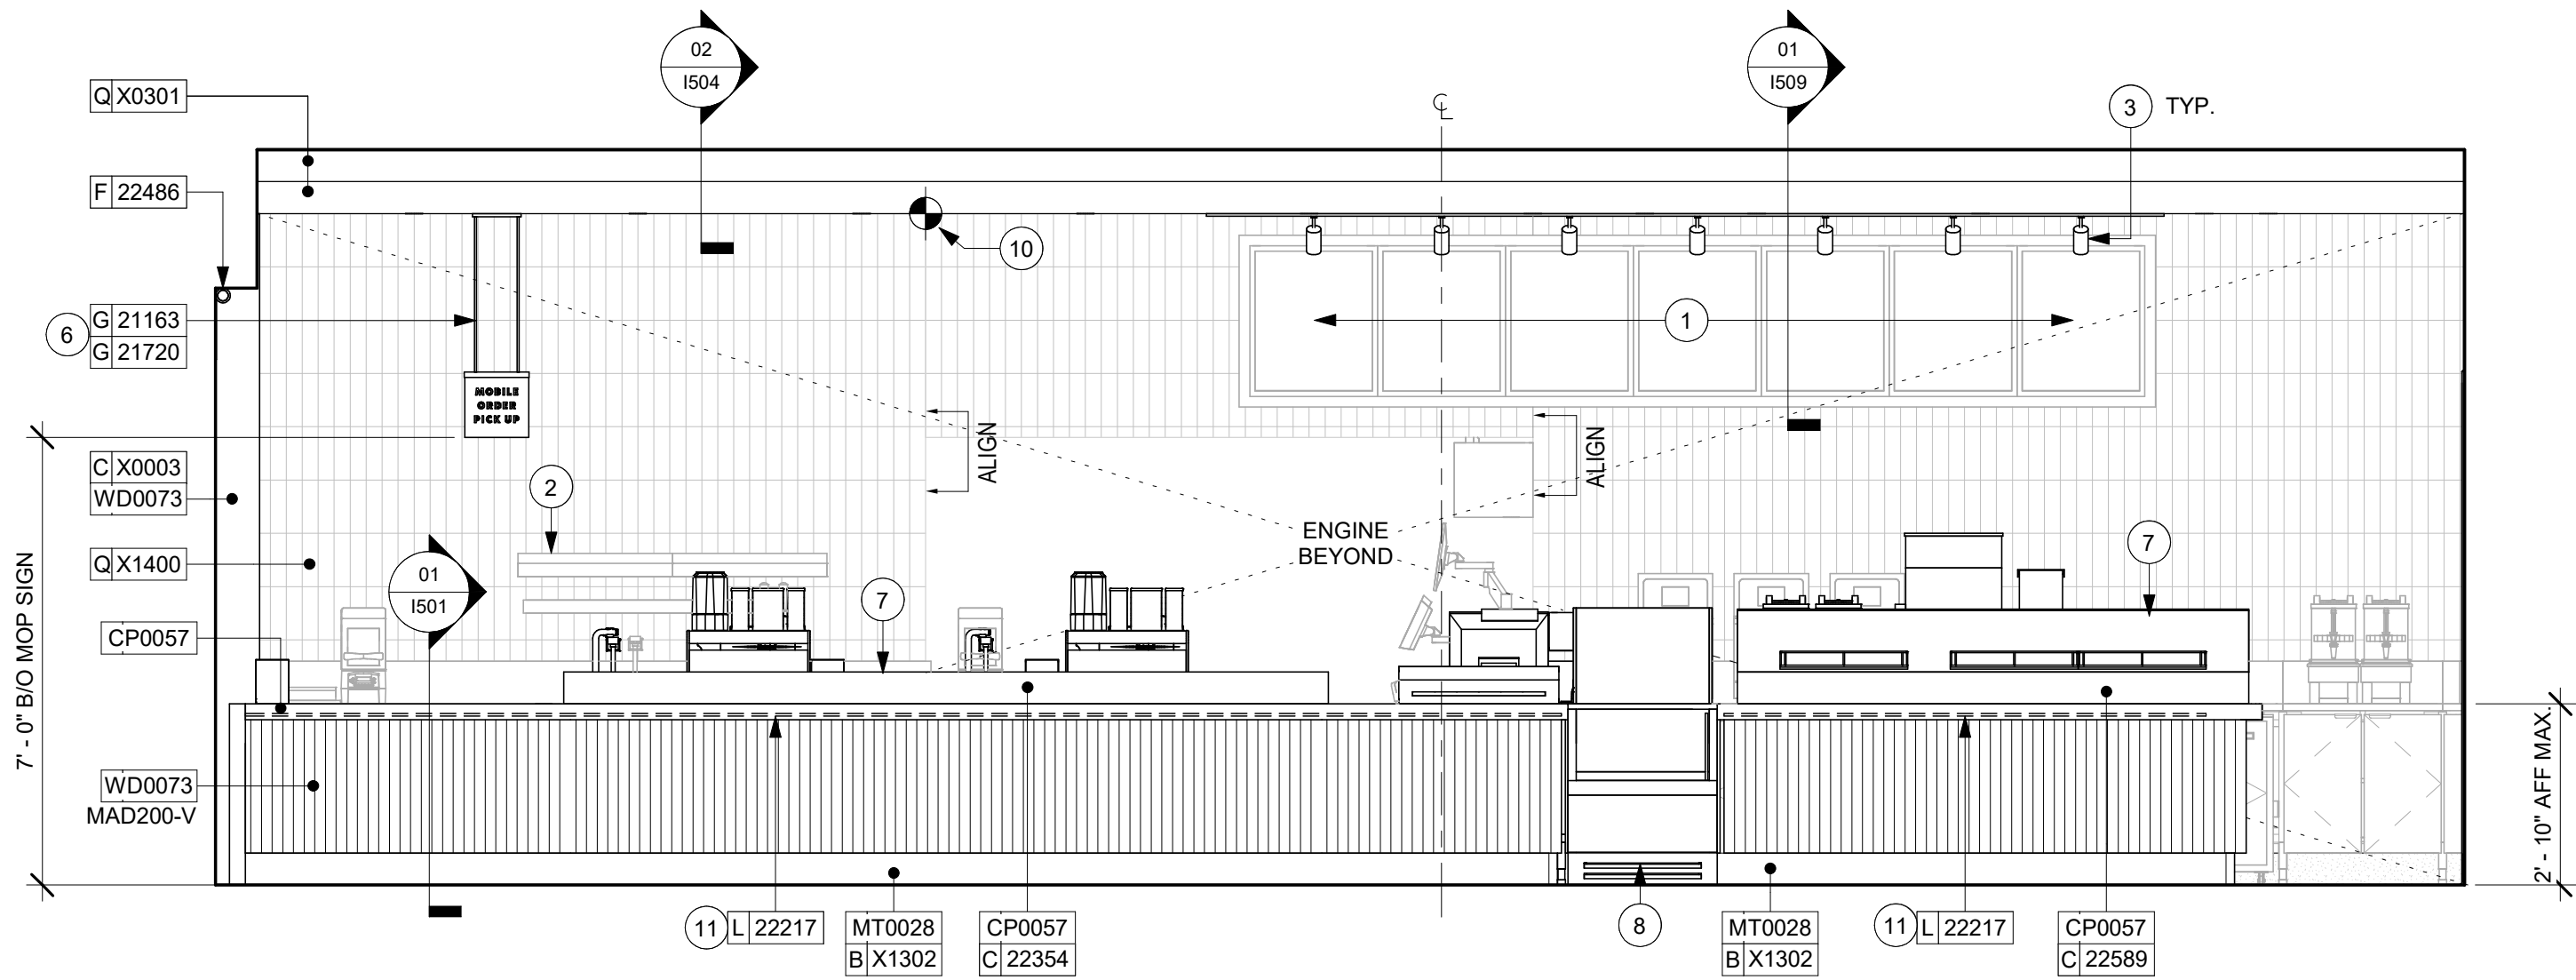 02
I504
01
I509
Q X0301
℄
3 TYP.
F 22486
10
6 G 21163
G 21720
1
MOBILE
ORDER
PICK UP
ALIGN
ALIGN
C X0003
WD0073
2
ENGINE
BEYOND
7
Q X1400
01
I501
7
CP0057
7' - 0" B/O MOP SIGN
2' - 10" AFF MAX.
WD0073
MAD200-V
11 L 22217
MT0028
B X1302
CP0057
C 22354
8
MT0028
B X1302
11 L 22217
CP0057
C 22589